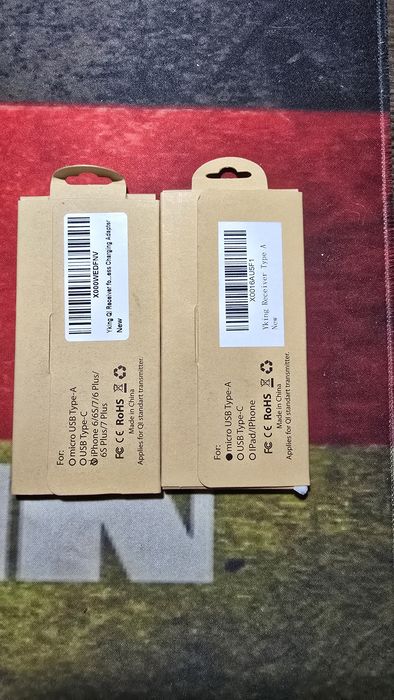 X000WEDFNV
Yking Qi Receiver fo...ess Charging Adapter
New
For:
micro USB Type-A
USB Type-C
iPhone 6/6S/7/6 Plus/
6S Plus/7 Plus
FC CE RoHS
Made in China
Applies for Qi standart transmitter.
X0016AU5F1
Yking Receiver Type A
New
For:
micro USB Type-A
USB Type-C
IPad/IPhone
FC CE RoHS
Made in China
Applies for Qi standart transmitter.
N